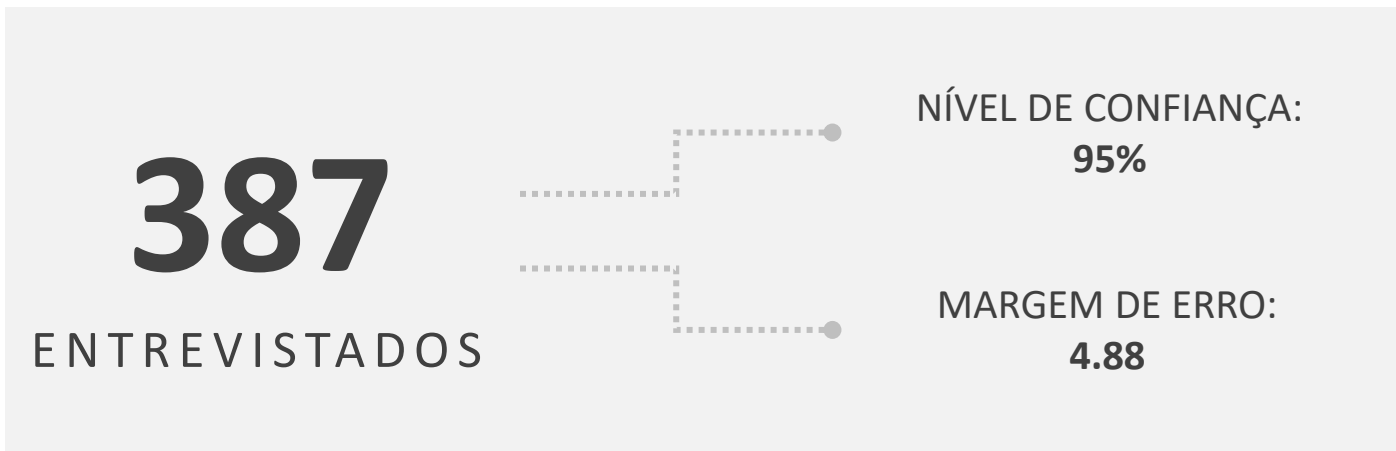 387
ENTREVISTADOS
NÍVEL DE CONFIANÇA:
95%
MARGEM DE ERRO:
4.88